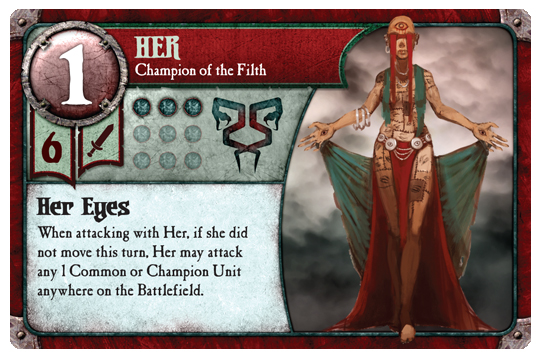 1
HER
Champion of the Filth
6
Her Eyes
When attacking with Her, if she did
not move this turn, Her may attack
any 1 Common or Champion Unit
anywhere on the Battlefield.